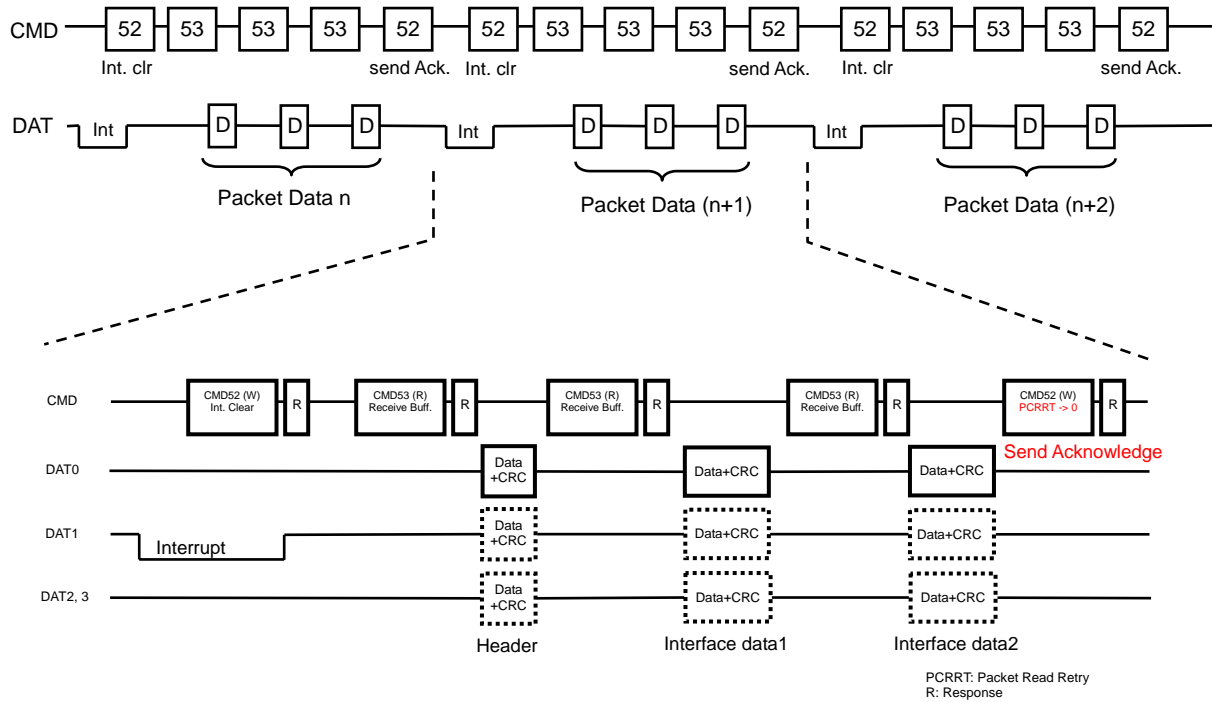 CMD 52 53 53 53 52 52 53 53 53 52 52 53 53 53 52
Int. clr send Ack. Int. clr send Ack. Int. clr send Ack.
DAT Int D D D Int D D D Int D D D
Packet Data n Packet Data (n+1) Packet Data (n+2)
CMD
CMD52 (W)
Int. Clear
R
CMD53 (R)
Receive Buff.
R
CMD53 (R)
Receive Buff.
R
CMD53 (R)
Receive Buff.
R
CMD52 (W)
PCRRT -> 0
R
Send Acknowledge
DAT0
Data
+CRC
Data+CRC
Data+CRC
DAT1
Interrupt
Data
+CRC
Data+CRC
Data+CRC
DAT2, 3
Data
+CRC
Data+CRC
Data+CRC
Header Interface data1 Interface data2
PCRRT: Packet Read Retry
R: Response